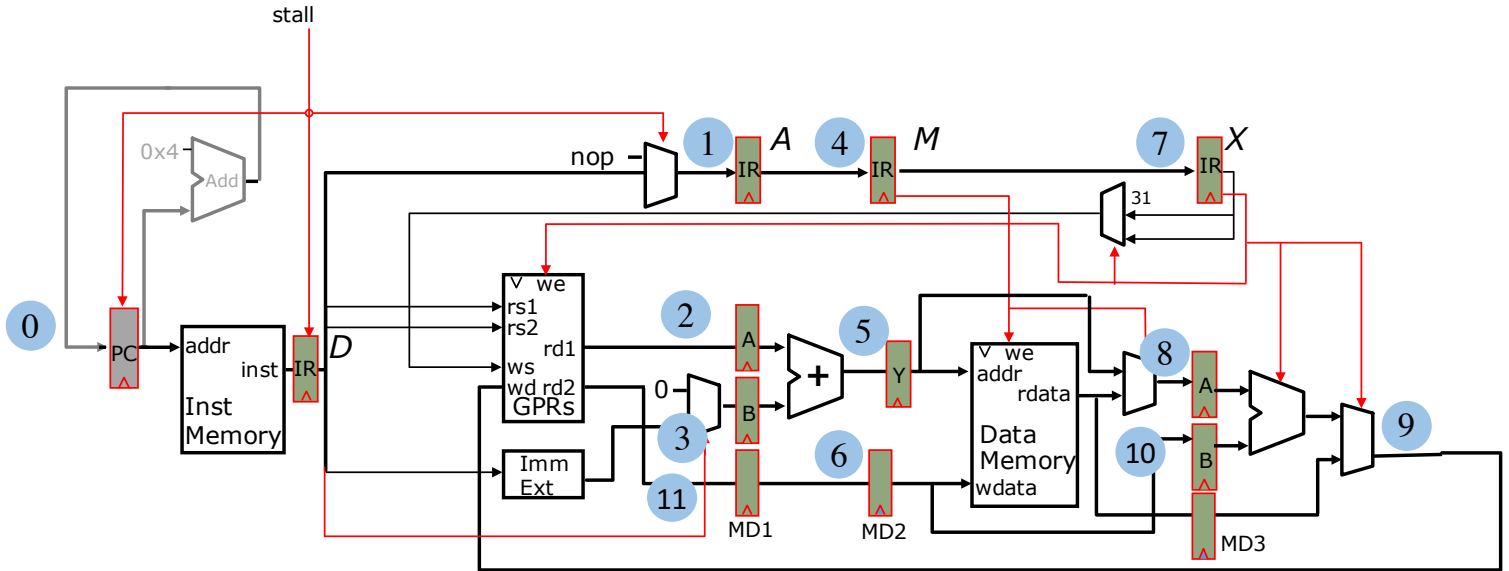 stall
0x4
Add
nop
1
IR
A
4
IR
M
7
IR
X
31
0
PC
addr
inst
Inst
Memory
IR
D
we
rs1
rs2
rd1
ws
wd rd2
GPRs
Imm
Ext
2
A
0
3
B
11
MD1
+
5
Y
6
MD2
we
addr
rdata
Data
Memory
wdata
8
A
10
B
MD3
9